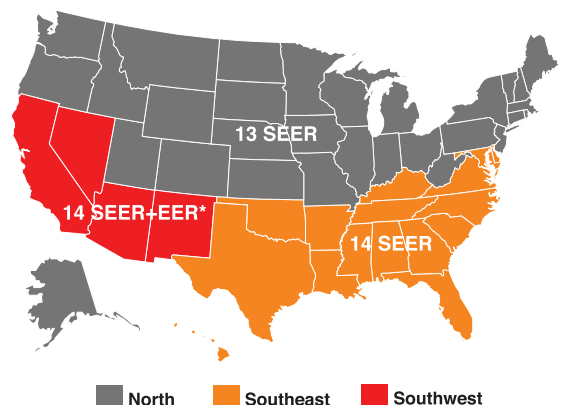 13 SEER
14 SEER+EER*
14 SEER
North
Southeast
Southwest